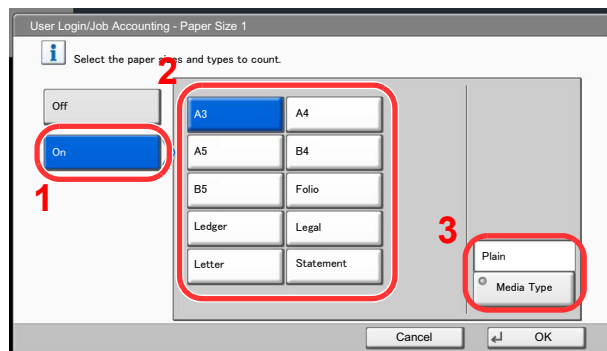 User Login/Job Accounting - Paper Size 1
i Select the paper sizes and types to count.
2
Off
A3 A4
On
A5 B4
1
B5 Folio
Ledger Legal
3
Letter Statement
Plain
Media Type
Cancel OK